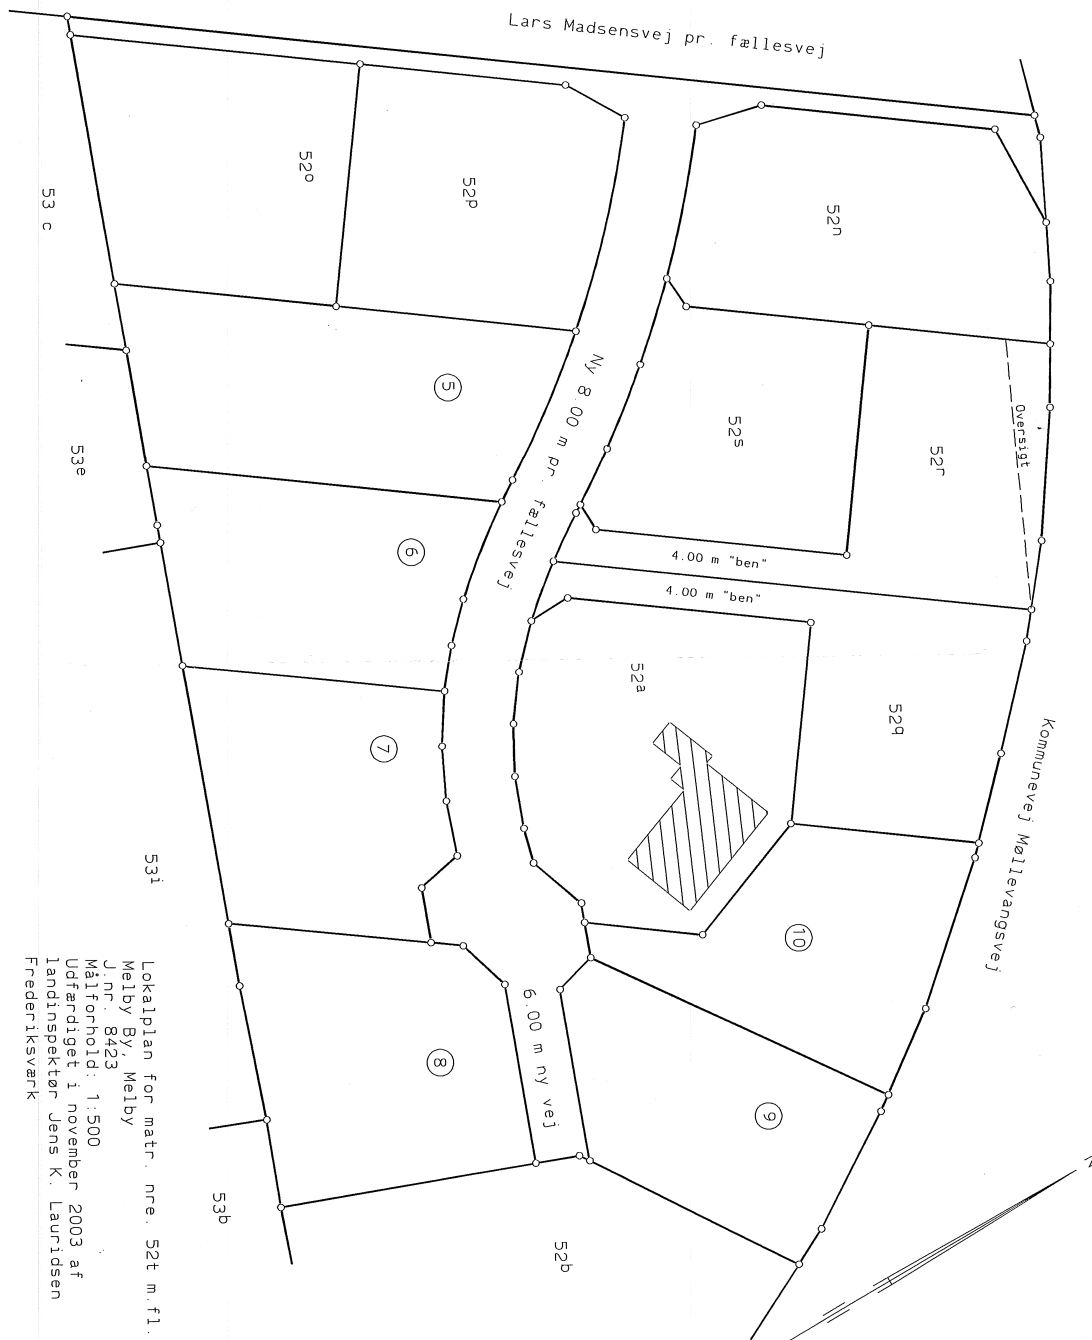 Lars Madsensvej pr. fællesvej
52o
52p
52n
53 c
5
Ny 8.00 m pr. fællesvej
52s
52r
Oversigt
53e
6
4.00 m "ben"
4.00 m "ben"
52a
52q
Kommunevej Møllevangsvej
7
53i
10
6.00 m ny vej
8
9
53b
52b
Lokalplan for matr. nre. 52t m.fl.
Melby By, Melby
J.nr. 8423
Målforhold: 1:500
Udfærdiget i november 2003 af
landinspektør Jens K. Lauridsen
Frederiksværk